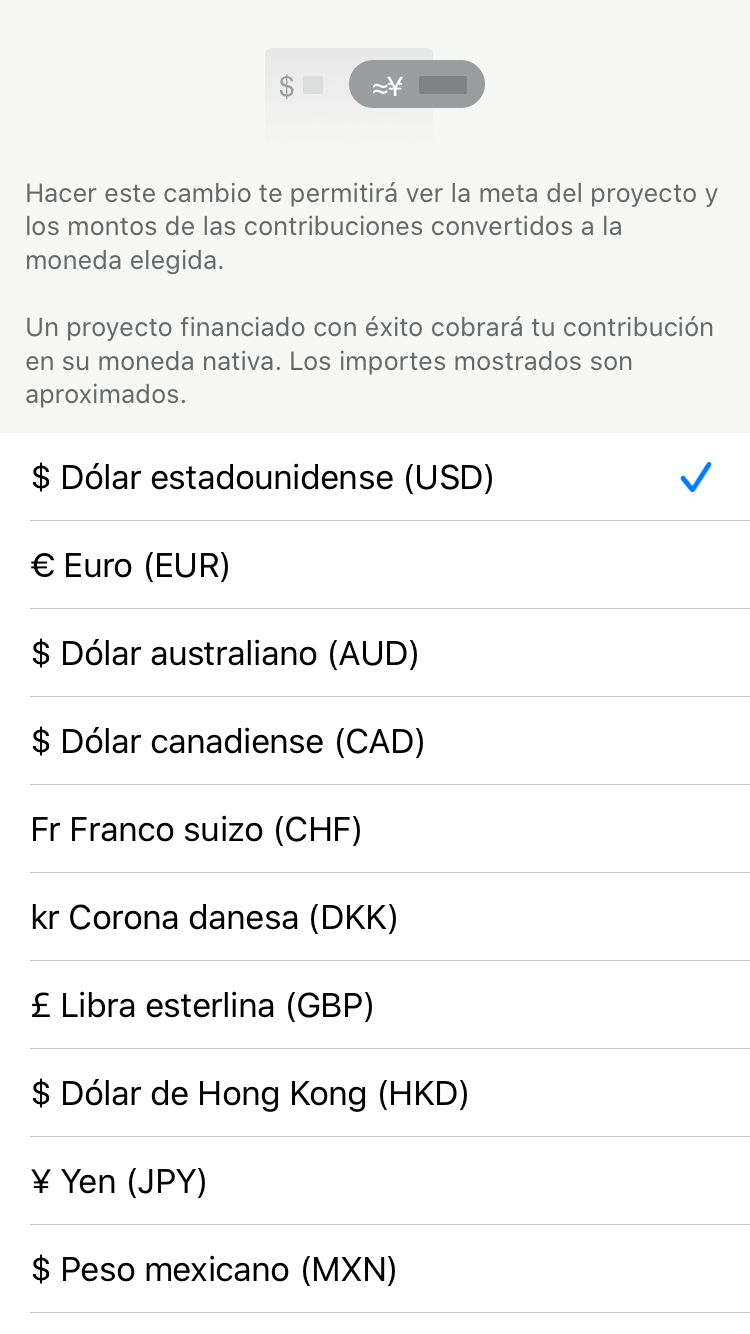 $ ≈¥
Hacer este cambio te permitirá ver la meta del proyecto y
los montos de las contribuciones convertidos a la
moneda elegida.
Un proyecto financiado con éxito cobrará tu contribución
en su moneda nativa. Los importes mostrados son
aproximados.
$ Dólar estadounidense (USD)
€ Euro (EUR)
$ Dólar australiano (AUD)
$ Dólar canadiense (CAD)
Fr Franco suizo (CHF)
kr Corona danesa (DKK)
£ Libra esterlina (GBP)
$ Dólar de Hong Kong (HKD)
¥ Yen (JPY)
$ Peso mexicano (MXN)